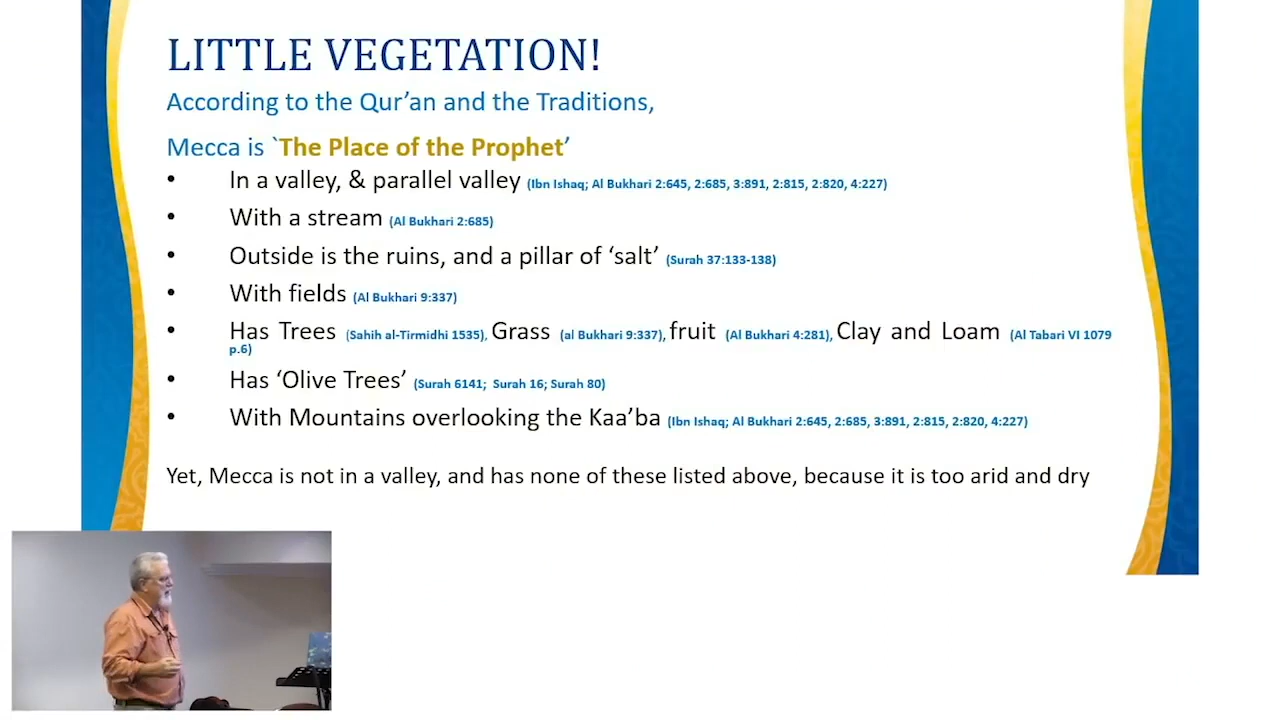 LITTLE VEGETATION!
According to the Qur’an and the Traditions,
Mecca is `The Place of the Prophet’
• In a valley, & parallel valley (Ibn Ishaq; Al Bukhari 2:645, 2:685, 3:891, 2:815, 2:820, 4:227)
• With a stream (Al Bukhari 2:685)
• Outside is the ruins, and a pillar of ‘salt’ (Surah 37:133-138)
• With fields (Al Bukhari 9:337)
• Has Trees (Sahih al-Tirmidhi 1535), Grass (al Bukhari 9:337), fruit (Al Bukhari 4:281), Clay and Loam (Al Tabari VI 1079
p.6)
• Has ‘Olive Trees’ (Surah 6141; Surah 16; Surah 80)
• With Mountains overlooking the Kaa’ba (Ibn Ishaq; Al Bukhari 2:645, 2:685, 3:891, 2:815, 2:820, 4:227)
Yet, Mecca is not in a valley, and has none of these listed above, because it is too arid and dry